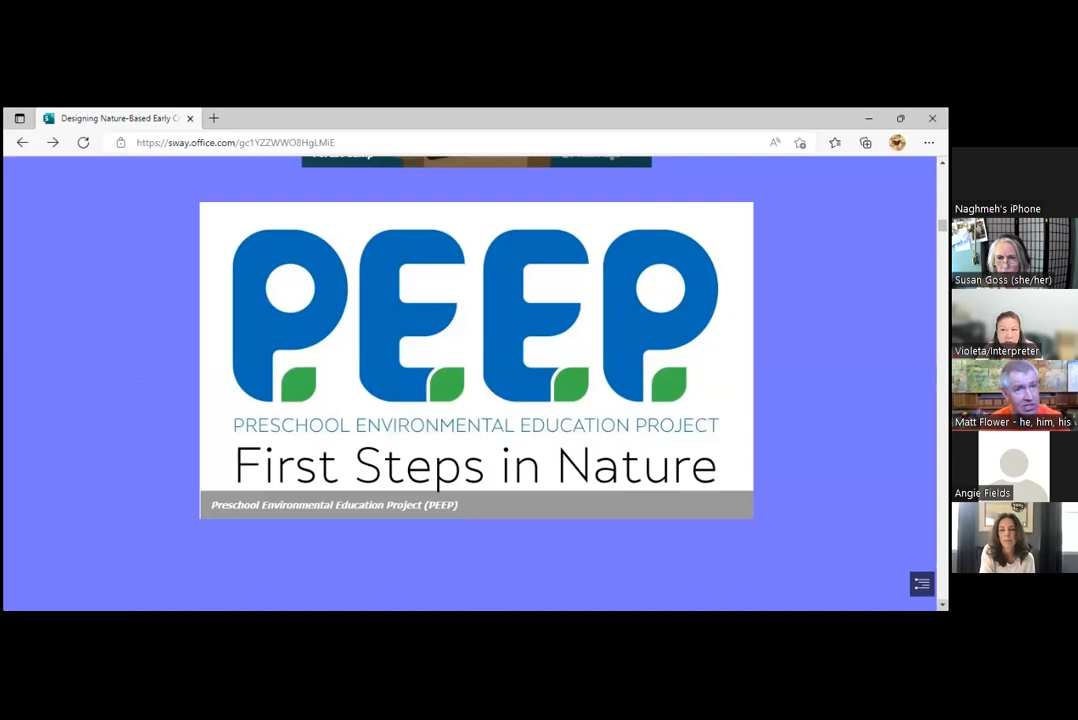 Designing Nature-Based Early C
https://sway.office.com/gc1YZZWWO8HgLMiE
PEEP
PRESCHOOL ENVIRONMENTAL EDUCATION PROJECT
First Steps in Nature
Preschool Environmental Education Project (PEEP)
Naghmeh's iPhone
Susan Goss (she/her)
Violeta/Interpreter
Matt Flower - he, him, his
Angie Fields